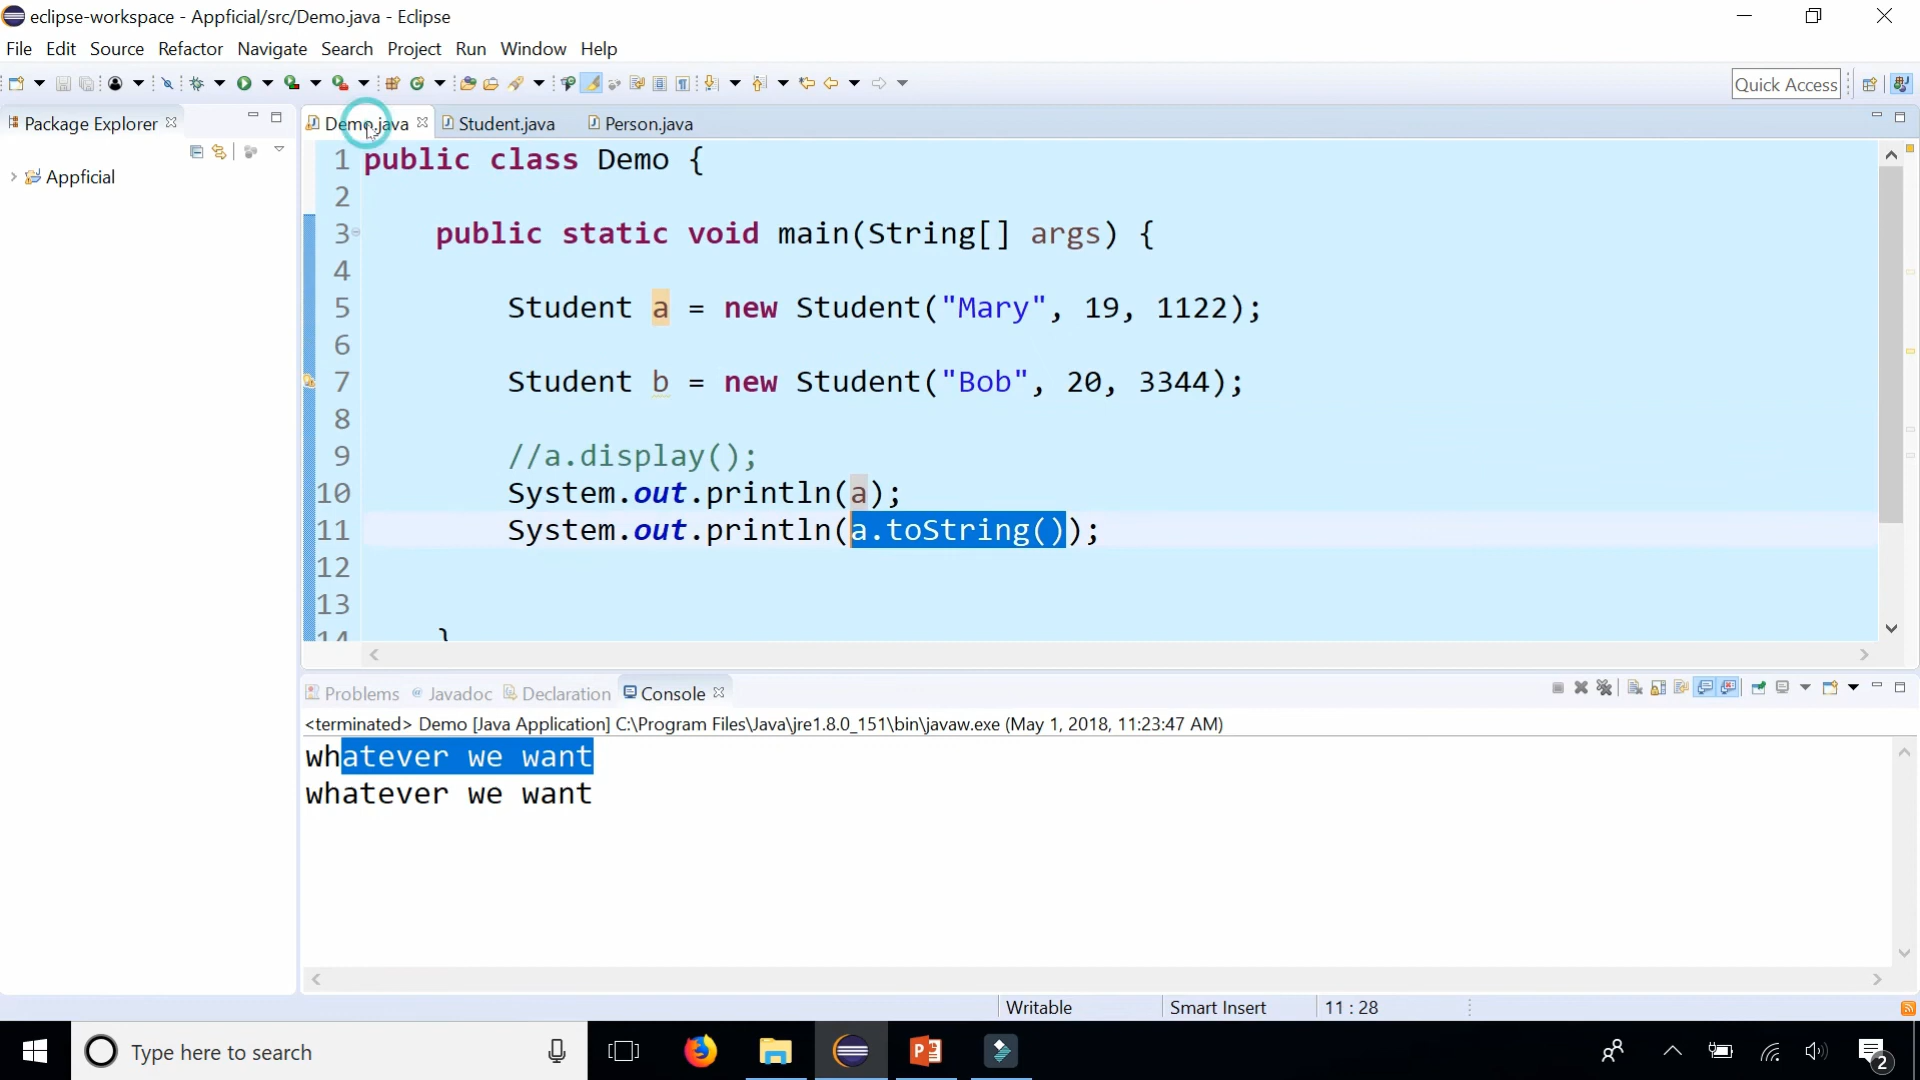 eclipse-workspace - Appficial/src/Demo.java - Eclipse
File Edit Source Refactor Navigate Search Project Run Window Help
Quick Access
Package Explorer
Demo.java Student.java Person.java
Appficial
1 public class Demo {
2
3 public static void main(String[] args) {
4
5 Student a = new Student("Mary", 19, 1122);
6
7 Student b = new Student("Bob", 20, 3344);
8
9 //a.display();
10 System.out.println(a);
11 System.out.println(a.toString());
12
13
14 }
Problems Javadoc Declaration Console
<terminated> Demo [Java Application] C:\Program Files\Java\jre1.8.0_151\bin\javaw.exe (May 1, 2018, 11:23:47 AM)
whatever we want
whatever we want
Writable Smart Insert 11 : 28
Type here to search
2